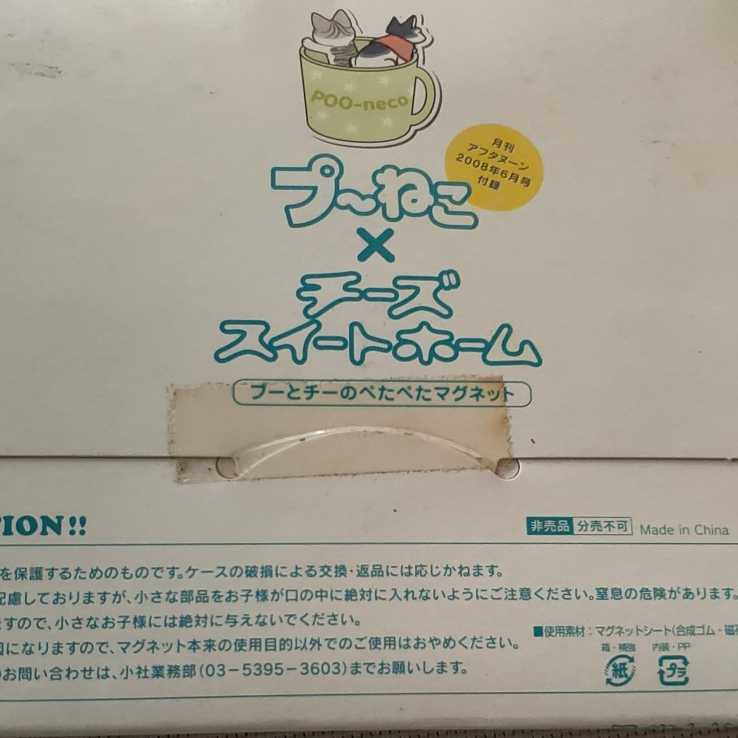 POO-neco
月刊
アフタヌーン
2008年6月号
付録
プ〜ねこ
×
チーズ
スイートホーム
プーとチーのぺたぺたマグネット
TION!!
非売品 分売不可 Made in China
を保護するためのものです。ケースの破損による交換・返品には応じかねます。
配慮しておりますが、小さな部品をお子様が口の中に絶対に入れないようにご注意ください。窒息の危険があります。
ますので、小さなお子様には絶対に与えないでください。
因になりますので、マグネット本来の使用目的以外でのご使用はおやめください。
のお問い合わせは、小社業務部(03-5395-3603)までお願いします。
■使用素材:マグネットシート(合成ゴム・磁石
箱・補強 内装・PP
紙 プラ